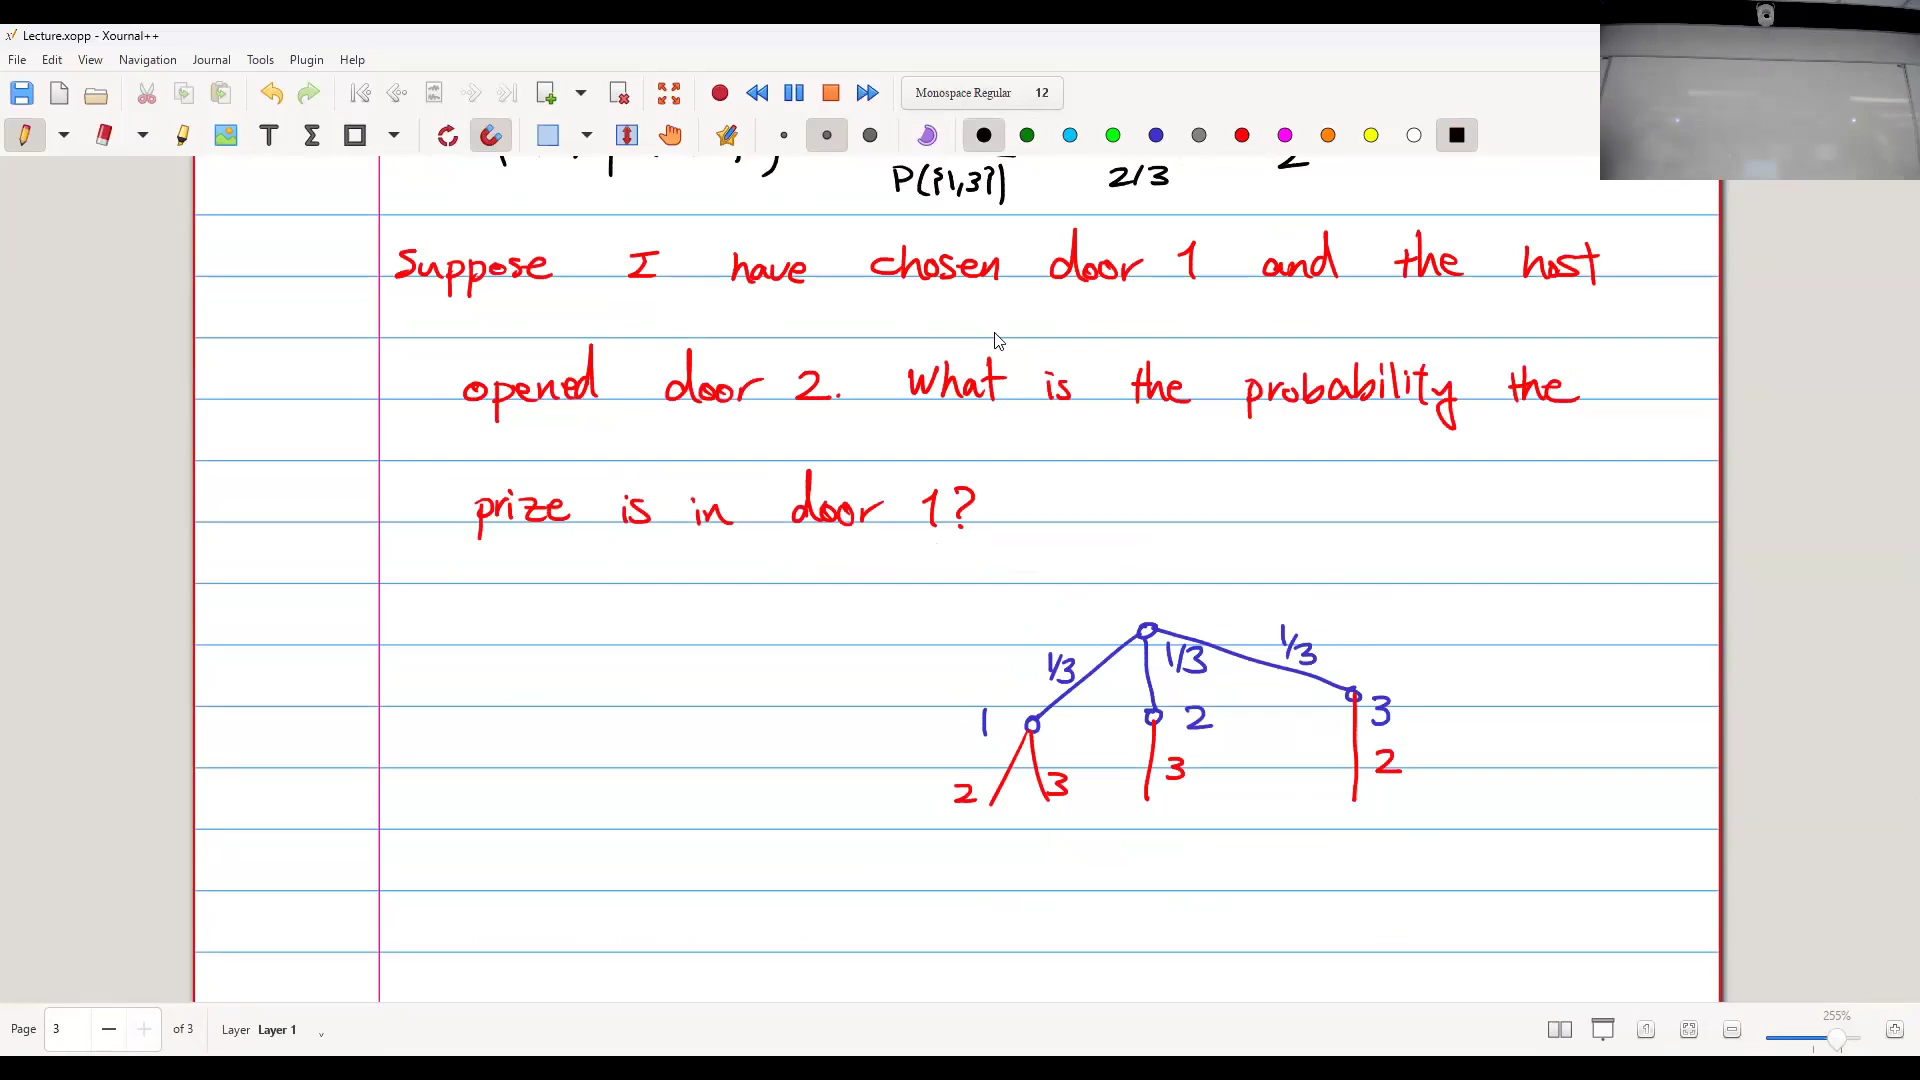 Lecture.xopp - Xournal++
File Edit View Navigation Journal Tools Plugin Help
Monospace Regular 12
P({1,3}) 2/3 2
Suppose I have chosen door 1 and the host
opened door 2. What is the probability the
prize is in door 1?
1/3 1/3 1/3
1 2 3
2 3 3 2
Page 3 of 3 Layer Layer 1 255%